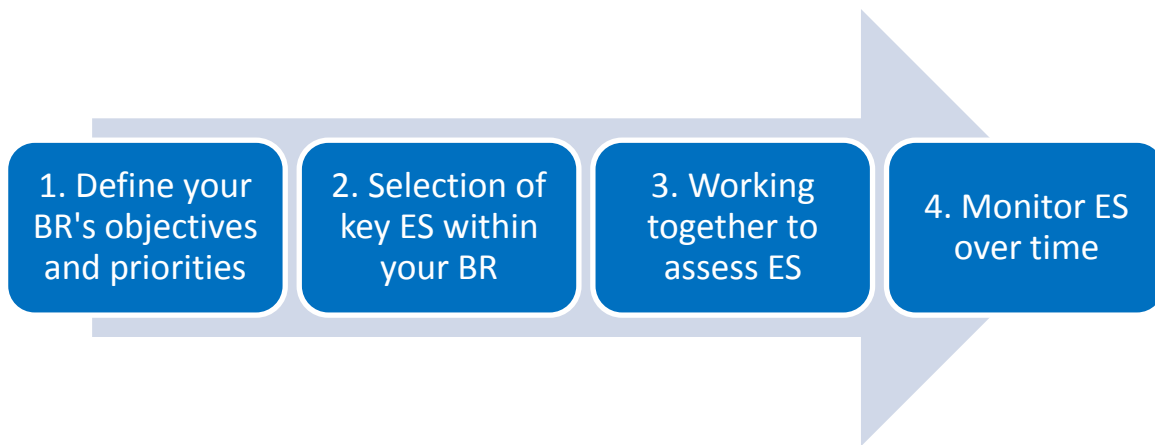 1. Define your
BR's objectives
and priorities
2. Selection of
key ES within
your BR
3. Working
together to
assess ES
4. Monitor ES
over time